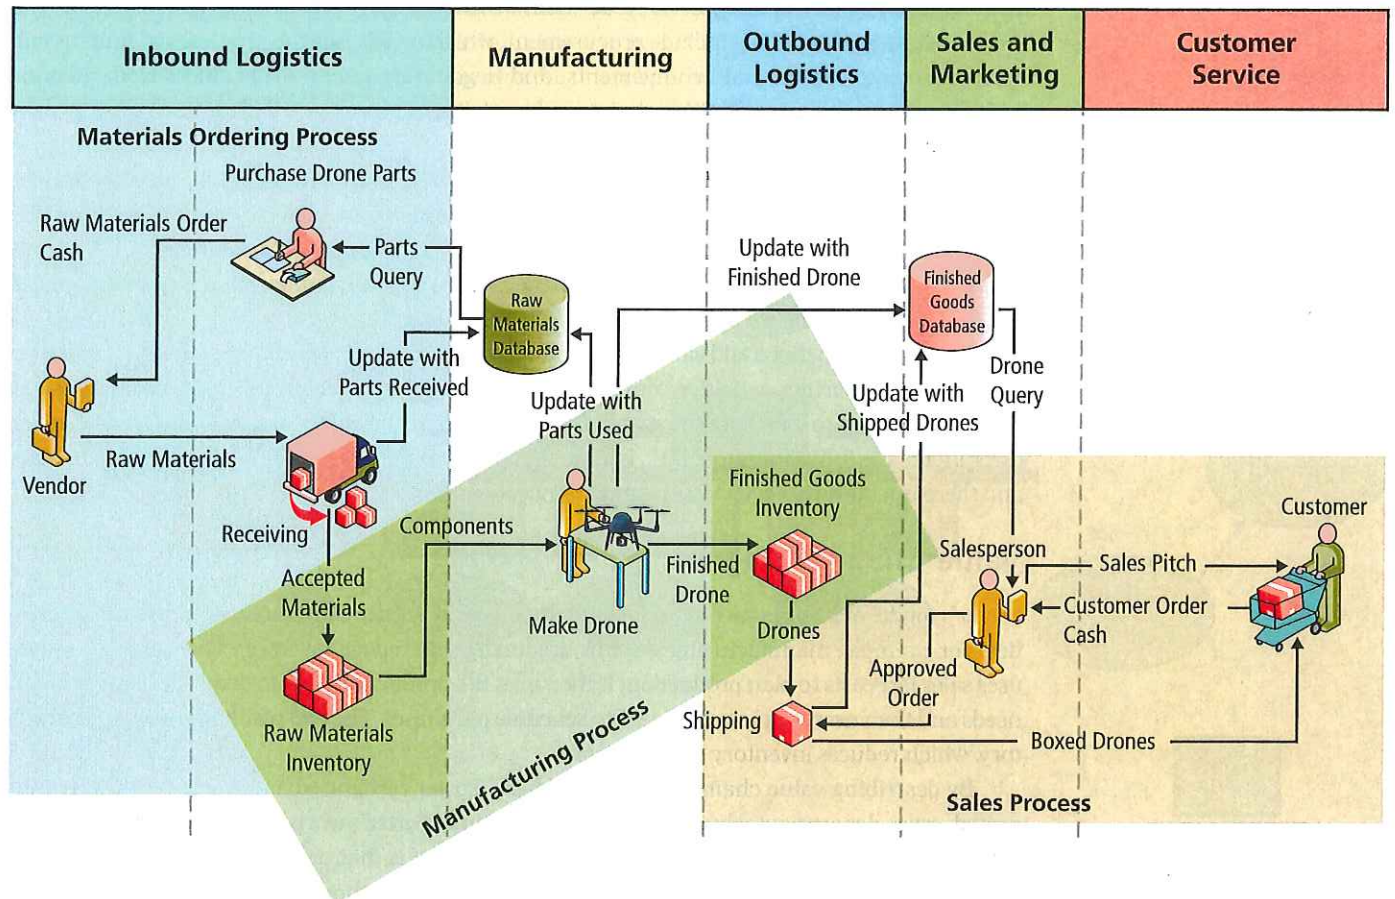 Inbound Logistics
Manufacturing
Outbound
Logistics
Sales and
Marketing
Customer
Service
Materials Ordering Process
Purchase Drone Parts
Raw Materials Order
Cash
Parts
Query
Raw
Materials
Database
Update with
Parts Received
Vendor
Raw Materials
Receiving
Accepted
Materials
Raw Materials
Inventory
Components
Update with
Parts Used
Make Drone
Manufacturing Process
Finished
Drone
Update with
Finished Drone
Finished
Goods
Database
Update with
Shipped Drones
Drone
Query
Finished Goods
Inventory
Drones
Shipping
Salesperson
Approved
Order
Sales Pitch
Customer Order
Cash
Customer
Boxed Drones
Sales Process